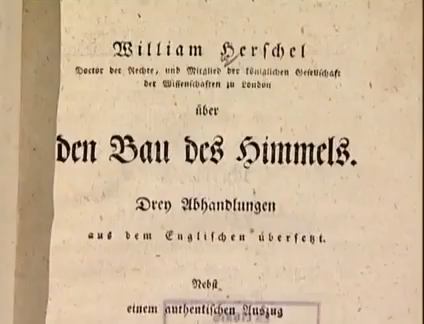 William Herschel
Doctor der Rechte, und Mitglied der königlichen Gesellschaft
der Wissenschaften zu London
über
den Bau des Himmels.
Drey Abhandlungen
aus dem Englischen übersetzt.
Nebst
einem authentischen Auszug